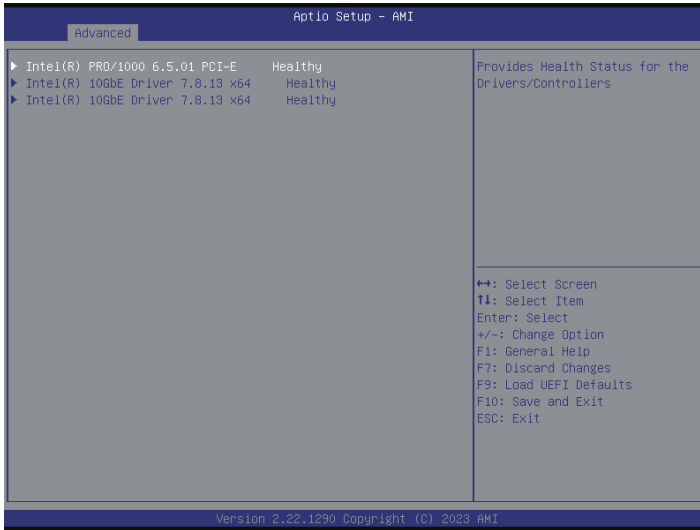 Aptio Setup - AMI
Advanced
▶ Intel(R) PRO/1000 6.5.01 PCI-E Healthy
▶ Intel(R) 10GbE Driver 7.8.13 x64 Healthy
▶ Intel(R) 10GbE Driver 7.8.13 x64 Healthy
Provides Health Status for the
Drivers/Controllers
↔: Select Screen
↑↓: Select Item
Enter: Select
+/-: Change Option
F1: General Help
F7: Discard Changes
F9: Load UEFI Defaults
F10: Save and Exit
ESC: Exit
Version 2.22.1290 Copyright (C) 2023 AMI